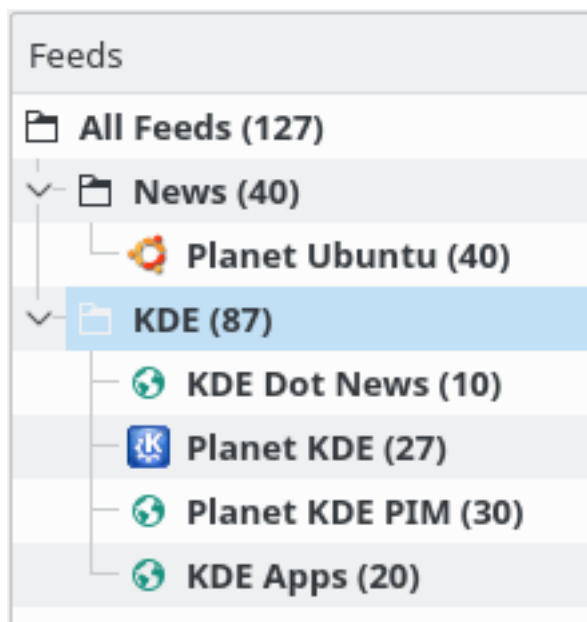 Feeds
All Feeds (127)
News (40)
Planet Ubuntu (40)
KDE (87)
KDE Dot News (10)
Planet KDE (27)
Planet KDE PIM (30)
KDE Apps (20)